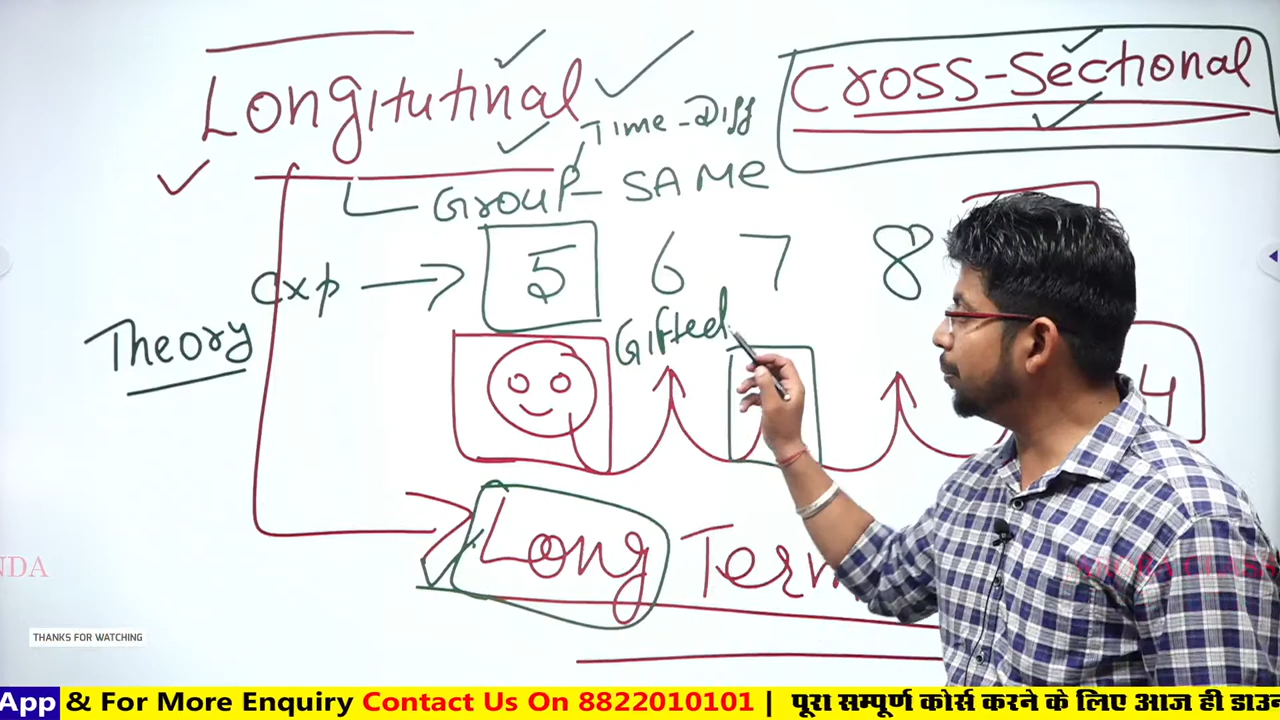 Longitutinal
Cross-Sectional
Time-Diff
Group- SAME
exp → 5 6 7 8
Theory
Gifted
4
Long Term
NDA
THANKS FOR WATCHING
App & For More Enquiry Contact Us On 8822010101 | पूरा सम्पूर्ण कोर्स करने के लिए आज ही